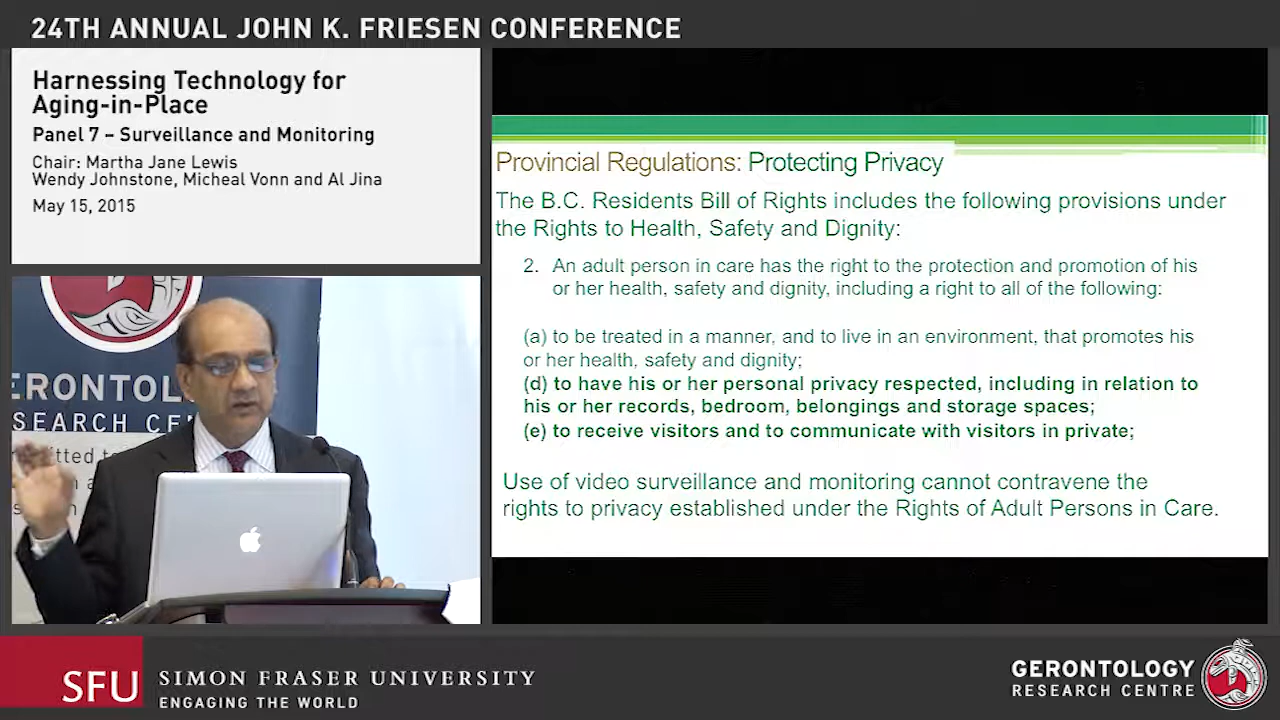 24TH ANNUAL JOHN K. FRIESEN CONFERENCE
Harnessing Technology for
Aging-in-Place
Panel 7 – Surveillance and Monitoring
Chair: Martha Jane Lewis
Wendy Johnstone, Micheal Vonn and Al Jina
May 15, 2015
Provincial Regulations: Protecting Privacy
The B.C. Residents Bill of Rights includes the following provisions under
the Rights to Health, Safety and Dignity:
2. An adult person in care has the right to the protection and promotion of his
or her health, safety and dignity, including a right to all of the following:
(a) to be treated in a manner, and to live in an environment, that promotes his
or her health, safety and dignity;
(d) to have his or her personal privacy respected, including in relation to
his or her records, bedroom, belongings and storage spaces;
(e) to receive visitors and to communicate with visitors in private;
Use of video surveillance and monitoring cannot contravene the
rights to privacy established under the Rights of Adult Persons in Care.
SFU SIMON FRASER UNIVERSITY
ENGAGING THE WORLD
GERONTOLOGY
RESEARCH CENTRE